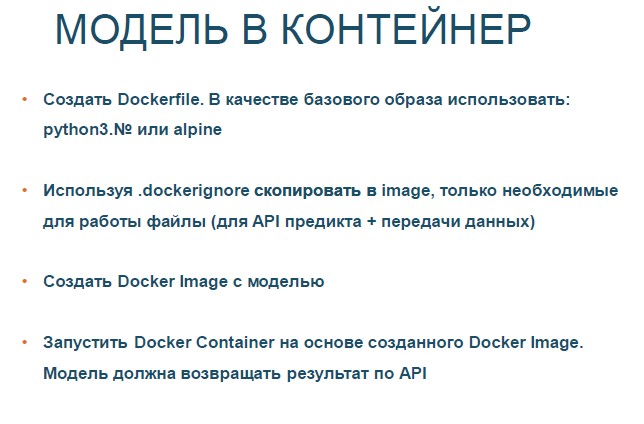 МОДЕЛЬ В КОНТЕЙНЕР
• Создать Dockerfile. В качестве базового образа использовать:
python3.№ или alpine
• Используя .dockerignore скопировать в image, только необходимые
для работы файлы (для API предикта + передачи данных)
• Создать Docker Image с моделью
• Запустить Docker Container на основе созданного Docker Image.
Модель должна возвращать результат по API